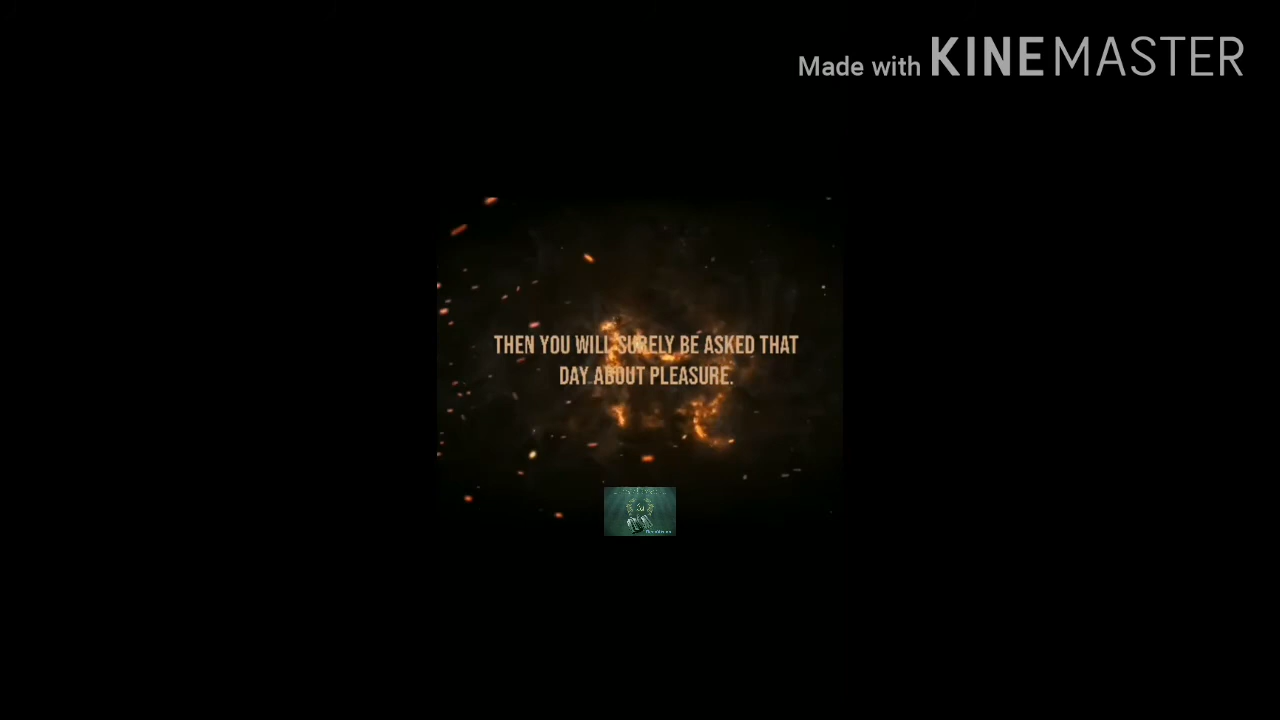 Made with KINEMASTER
THEN YOU WILL SURELY BE ASKED THAT
DAY ABOUT PLEASURE.